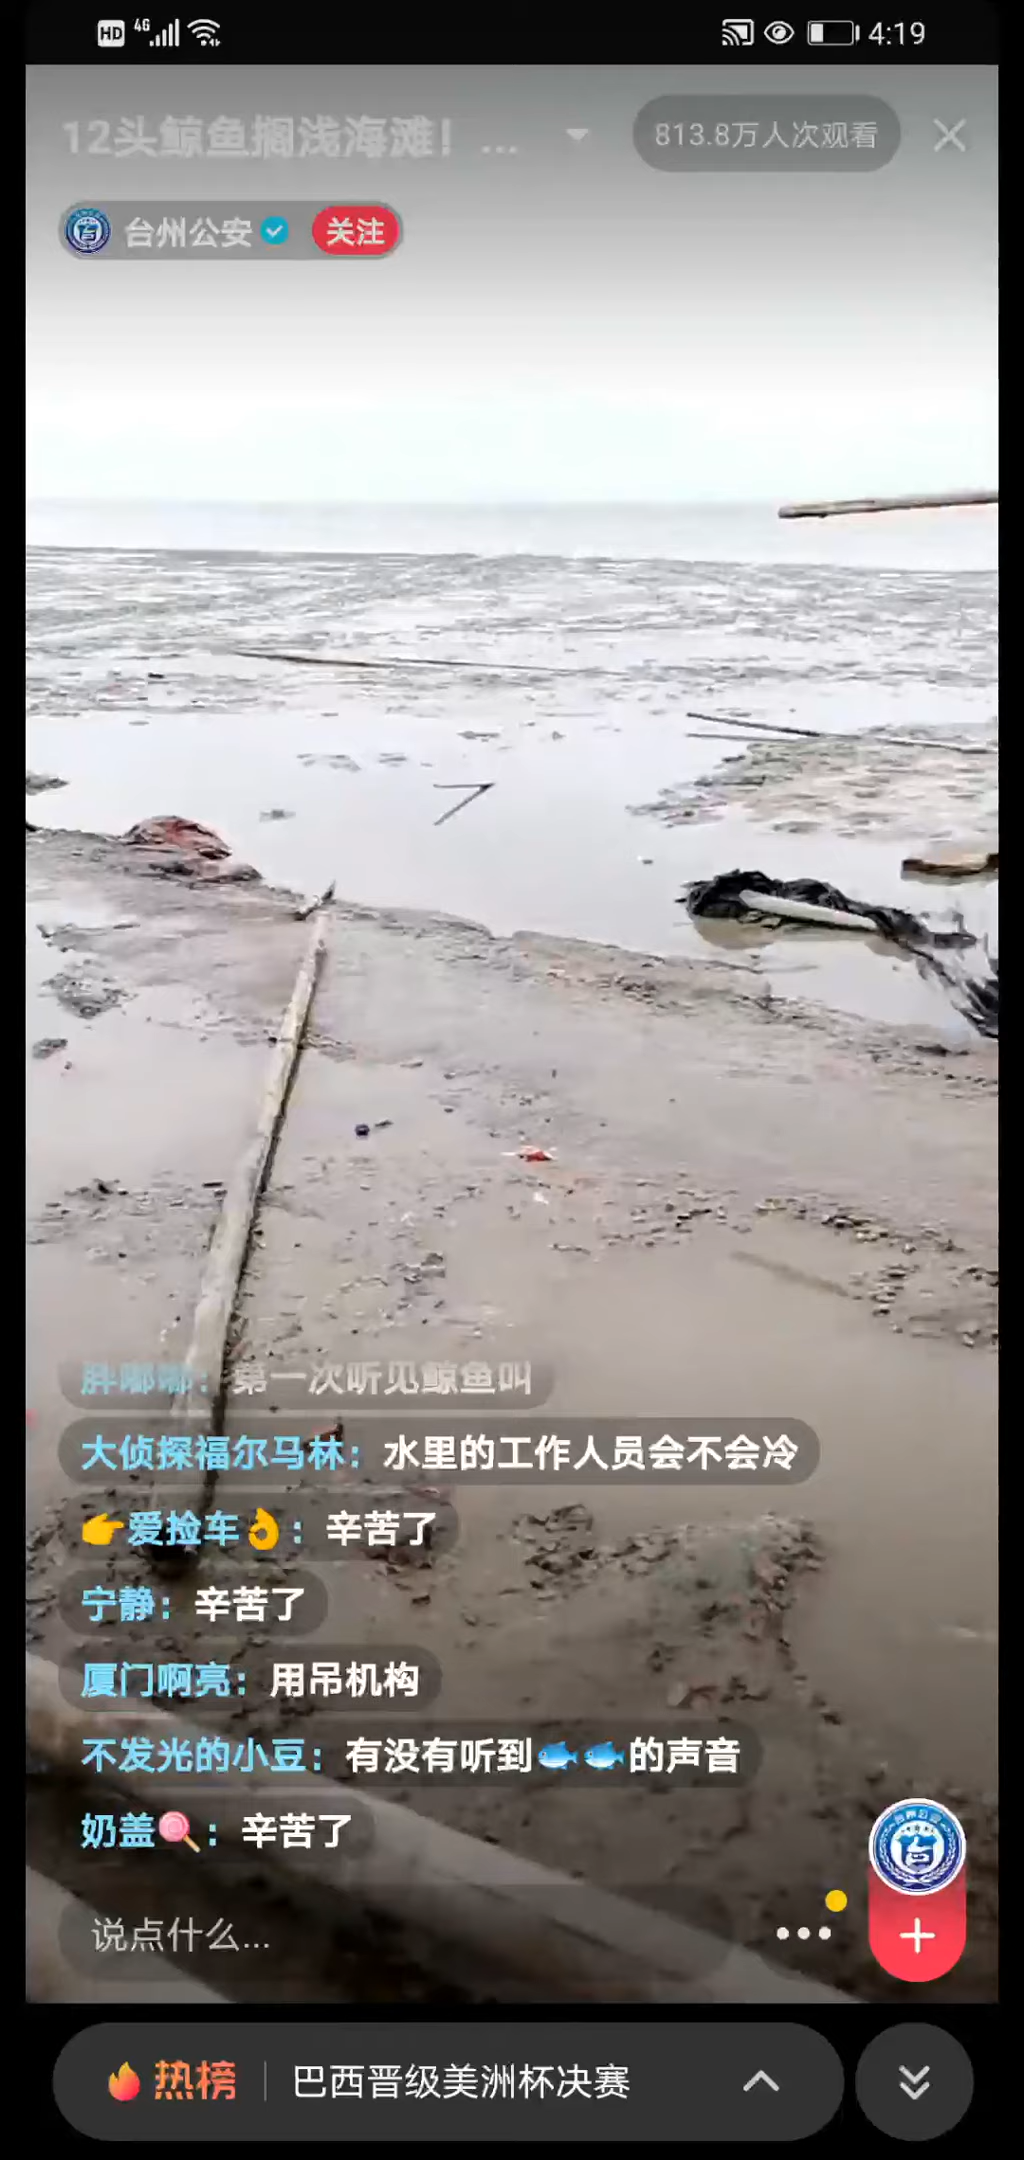 HD 4G 4:19
12头鲸鱼搁浅海滩！...
813.8万人次观看
台州公安 关注
胖嘟嘟：第一次听见鲸鱼叫
大侦探福尔马林：水里的工作人员会不会冷
👉爱捡车👌：辛苦了
宁静：辛苦了
厦门啊亮：用吊机构
不发光的小豆：有没有听到🐟🐟的声音
奶盖🍭：辛苦了
说点什么...
热榜 巴西晋级美洲杯决赛